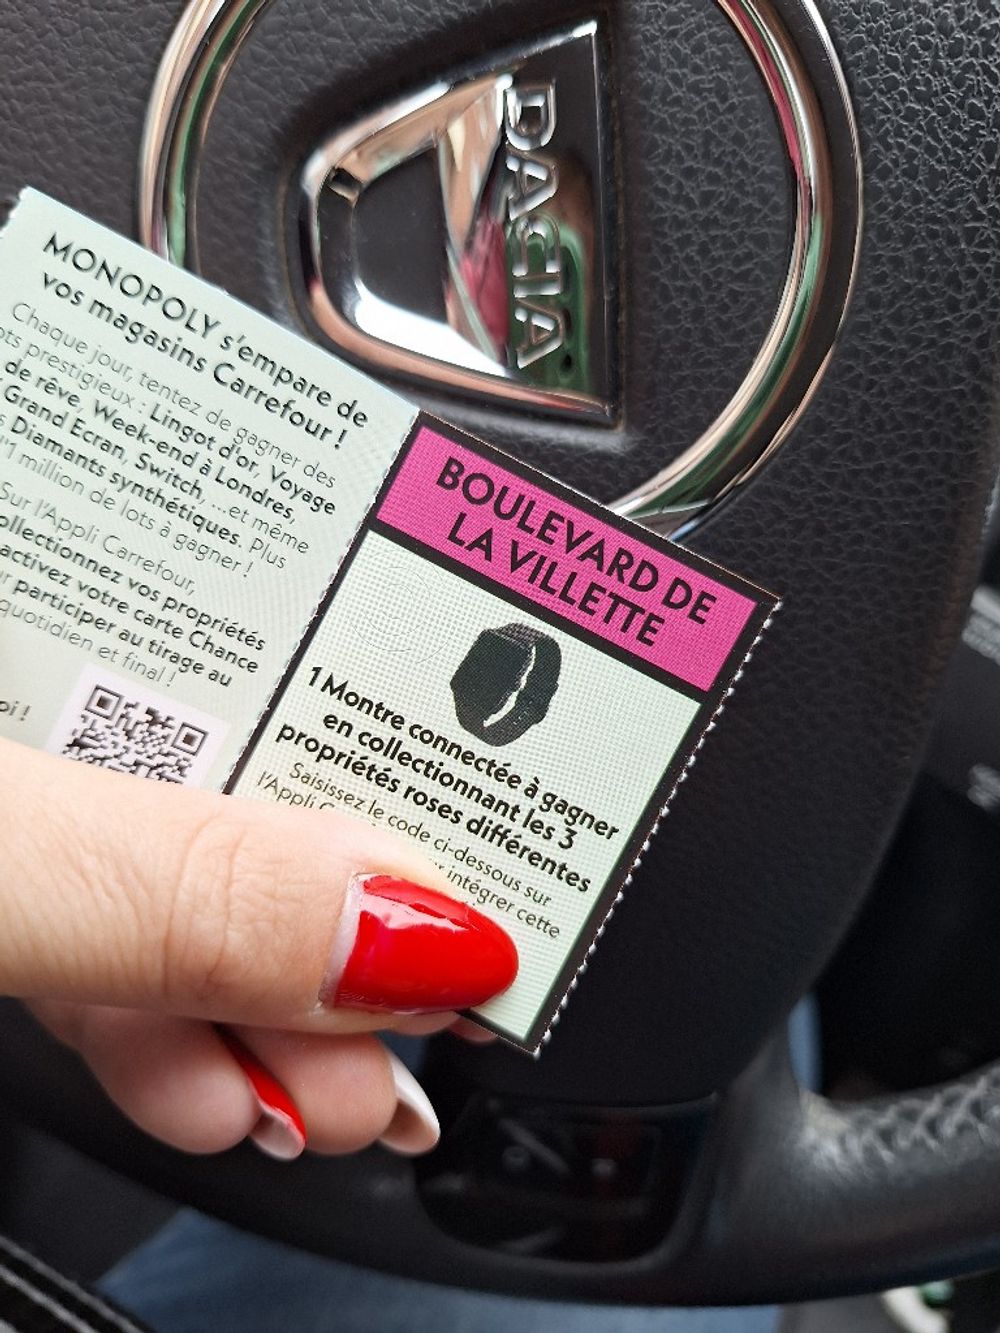 DACIA
MONOPOLY s'empare de
vos magasins Carrefour !
Chaque jour, tentez de gagner des
prestigieux : Lingot d'or, Voyage
de rêve, Week-end à Londres,
Grand Ecran, Switch, ...et même
Diamants synthétiques. Plus
1 million de lots à gagner !
Sur l'Appli Carrefour,
collectionnez vos propriétés
activez votre carte Chance
participer au tirage au
quotidien et final !
BOULEVARD DE
LA VILLETTE
1 Montre connectée à gagner
en collectionnant les 3
propriétés roses différentes
Saisissez le code ci-dessous sur
l'Appli
intégrer cette